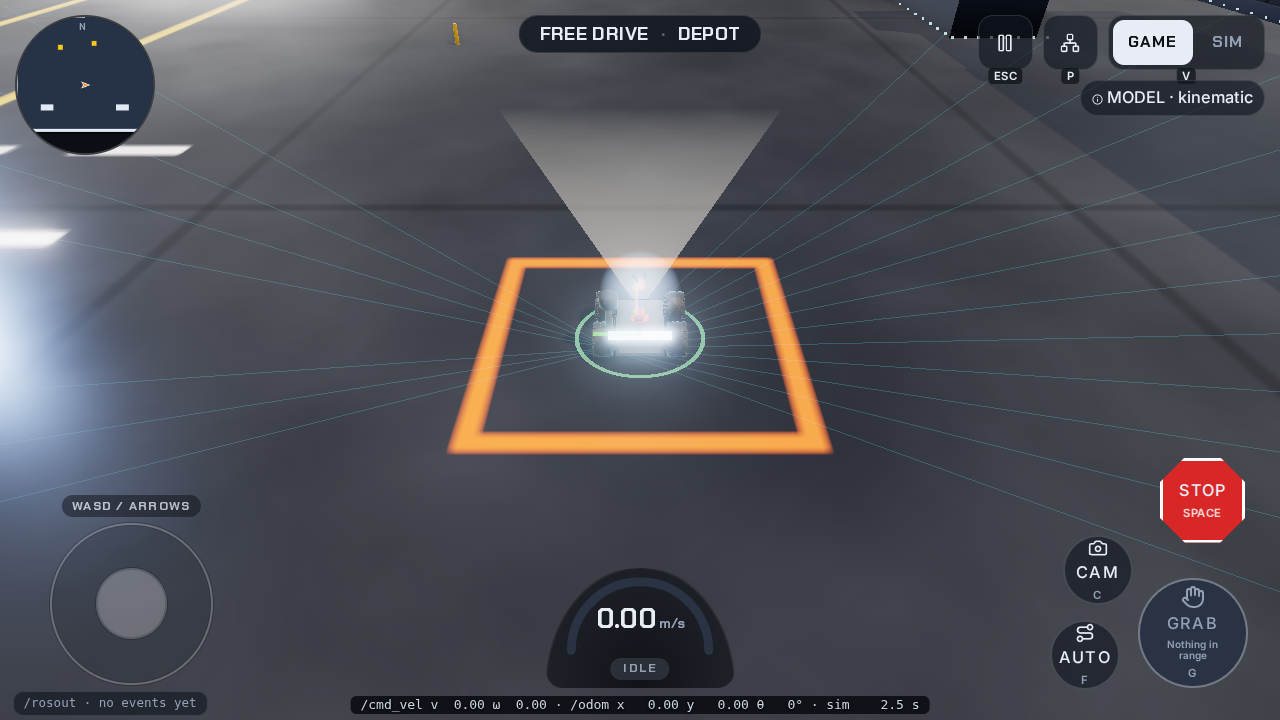 N
FREE DRIVE · DEPOT
GAME SIM
ESC P V
MODEL · kinematic
WASD / ARROWS
STOP
SPACE
CAM
C
GRAB
Nothing in
range
G
AUTO
F
0.00 m/s
IDLE
/rosout · no events yet
/cmd_vel v 0.00 ω 0.00 · /odom x 0.00 y 0.00 θ 0° · sim 2.5 s